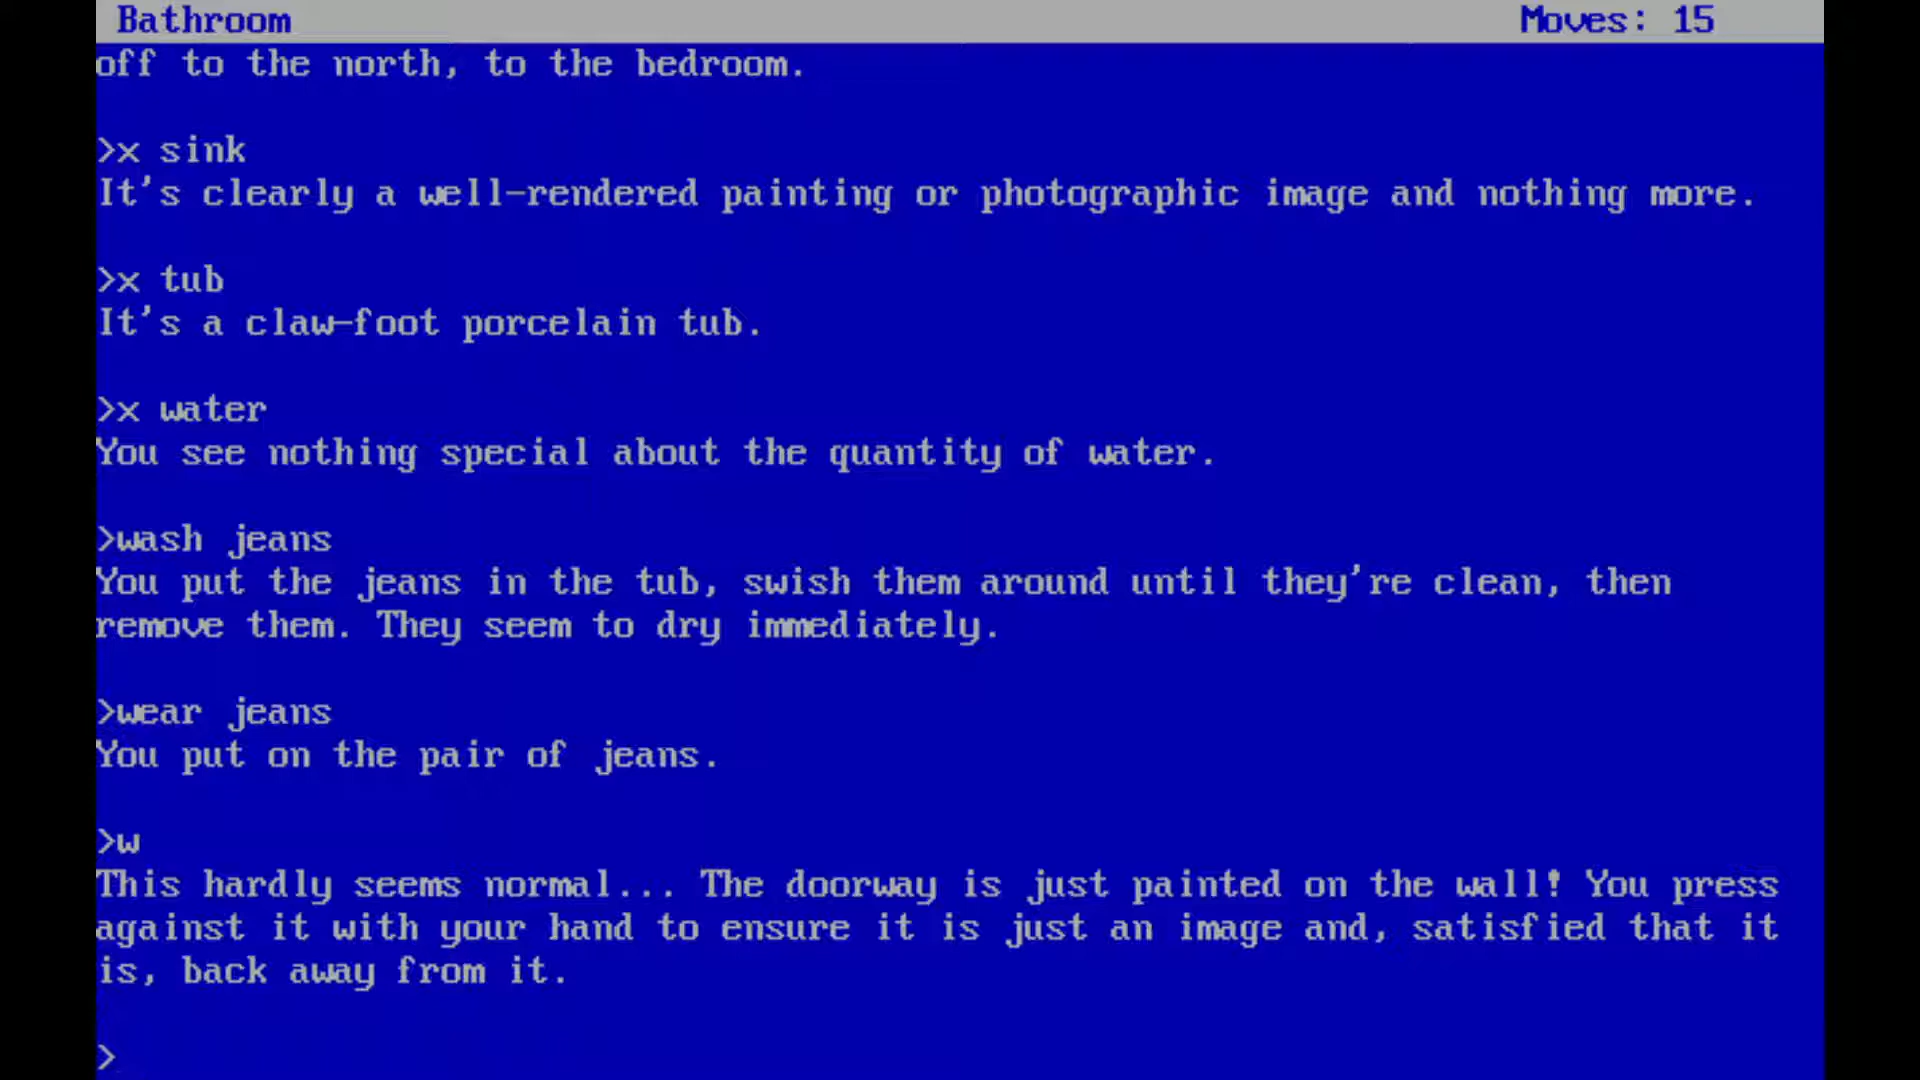 Bathroom Moves: 15
off to the north, to the bedroom.
>x sink
It's clearly a well-rendered painting or photographic image and nothing more.
>x tub
It's a claw-foot porcelain tub.
>x water
You see nothing special about the quantity of water.
>wash jeans
You put the jeans in the tub, swish them around until they're clean, then
remove them. They seem to dry immediately.
>wear jeans
You put on the pair of jeans.
>w
This hardly seems normal... The doorway is just painted on the wall! You press
against it with your hand to ensure it is just an image and, satisfied that it
is, back away from it.
>